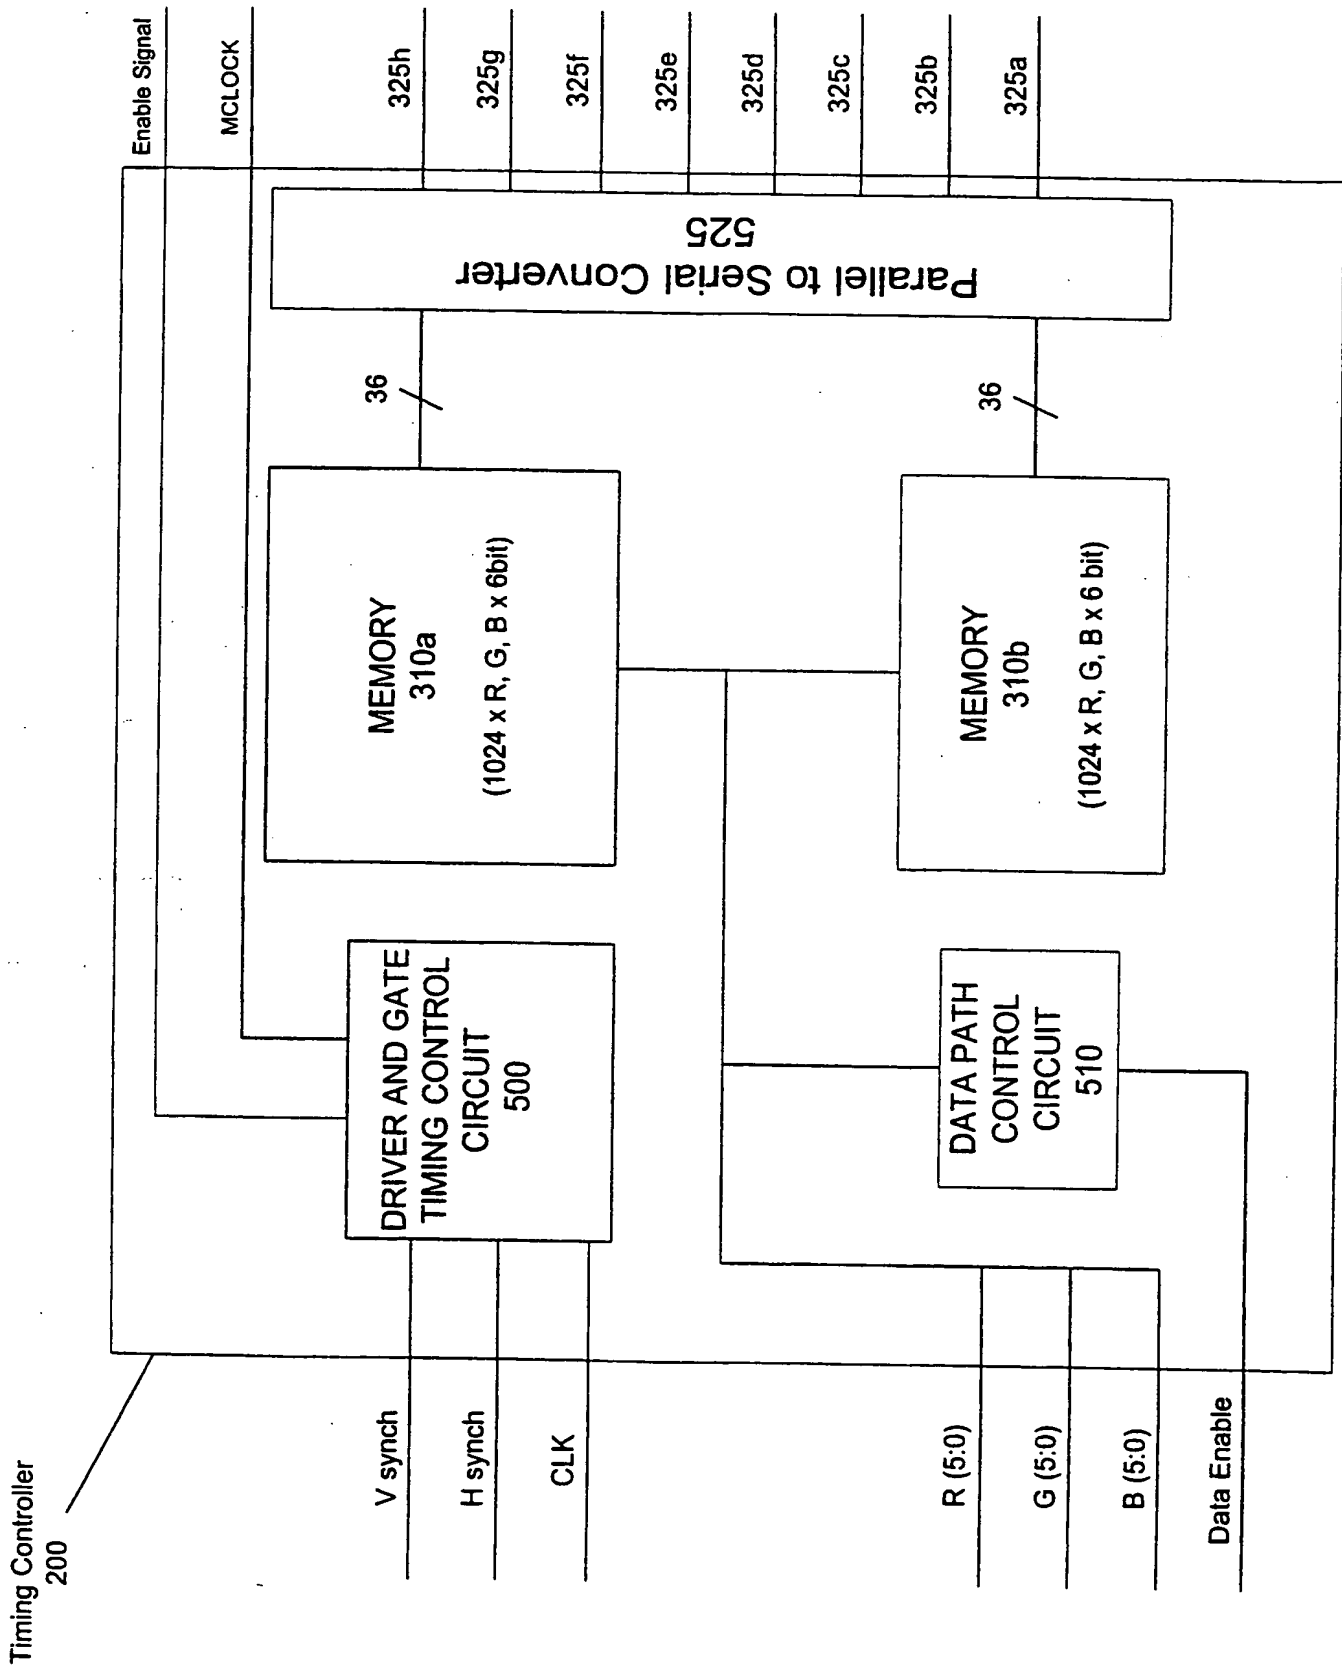 Timing Controller
200
Enable Signal
MCLOCK
325h
325g
325f
325e
325d
325c
325b
325a
Parallel to Serial Converter
525
36
36
MEMORY
310a
(1024 x R, G, B x 6bit)
MEMORY
310b
(1024 x R, G, B x 6 bit)
DRIVER AND GATE
TIMING CONTROL
CIRCUIT
500
DATA PATH
CONTROL
CIRCUIT
510
V synch
H synch
CLK
R (5:0)
G (5:0)
B (5:0)
Data Enable